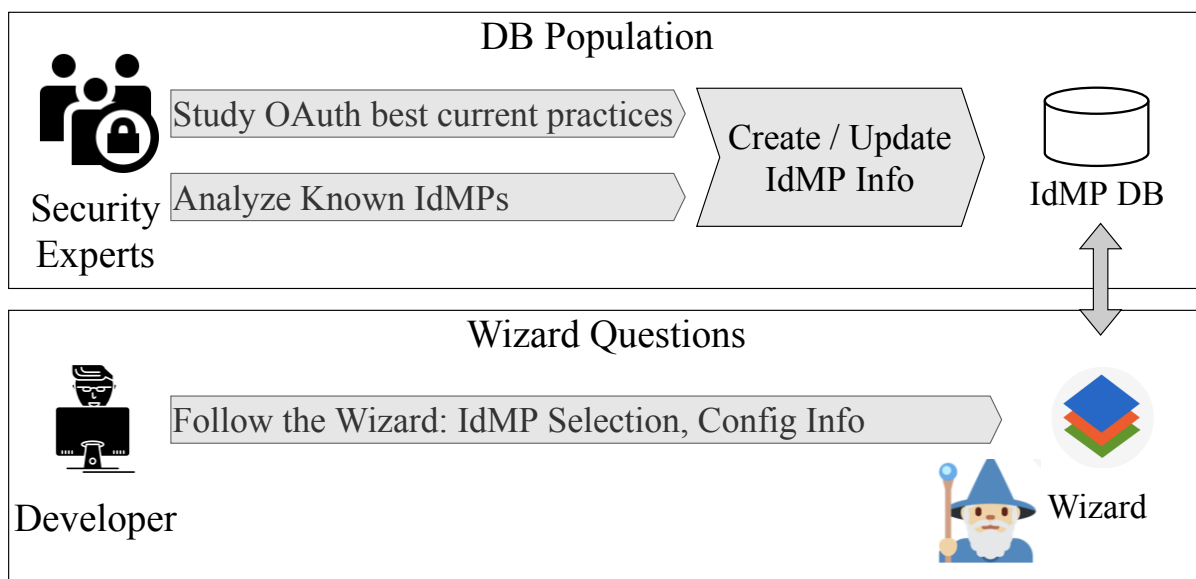 DB Population
Study OAuth best current practices
Analyze Known IdMPs
Security
Experts
Create / Update
IdMP Info
IdMP DB
Wizard Questions
Follow the Wizard: IdMP Selection, Config Info
Developer
Wizard